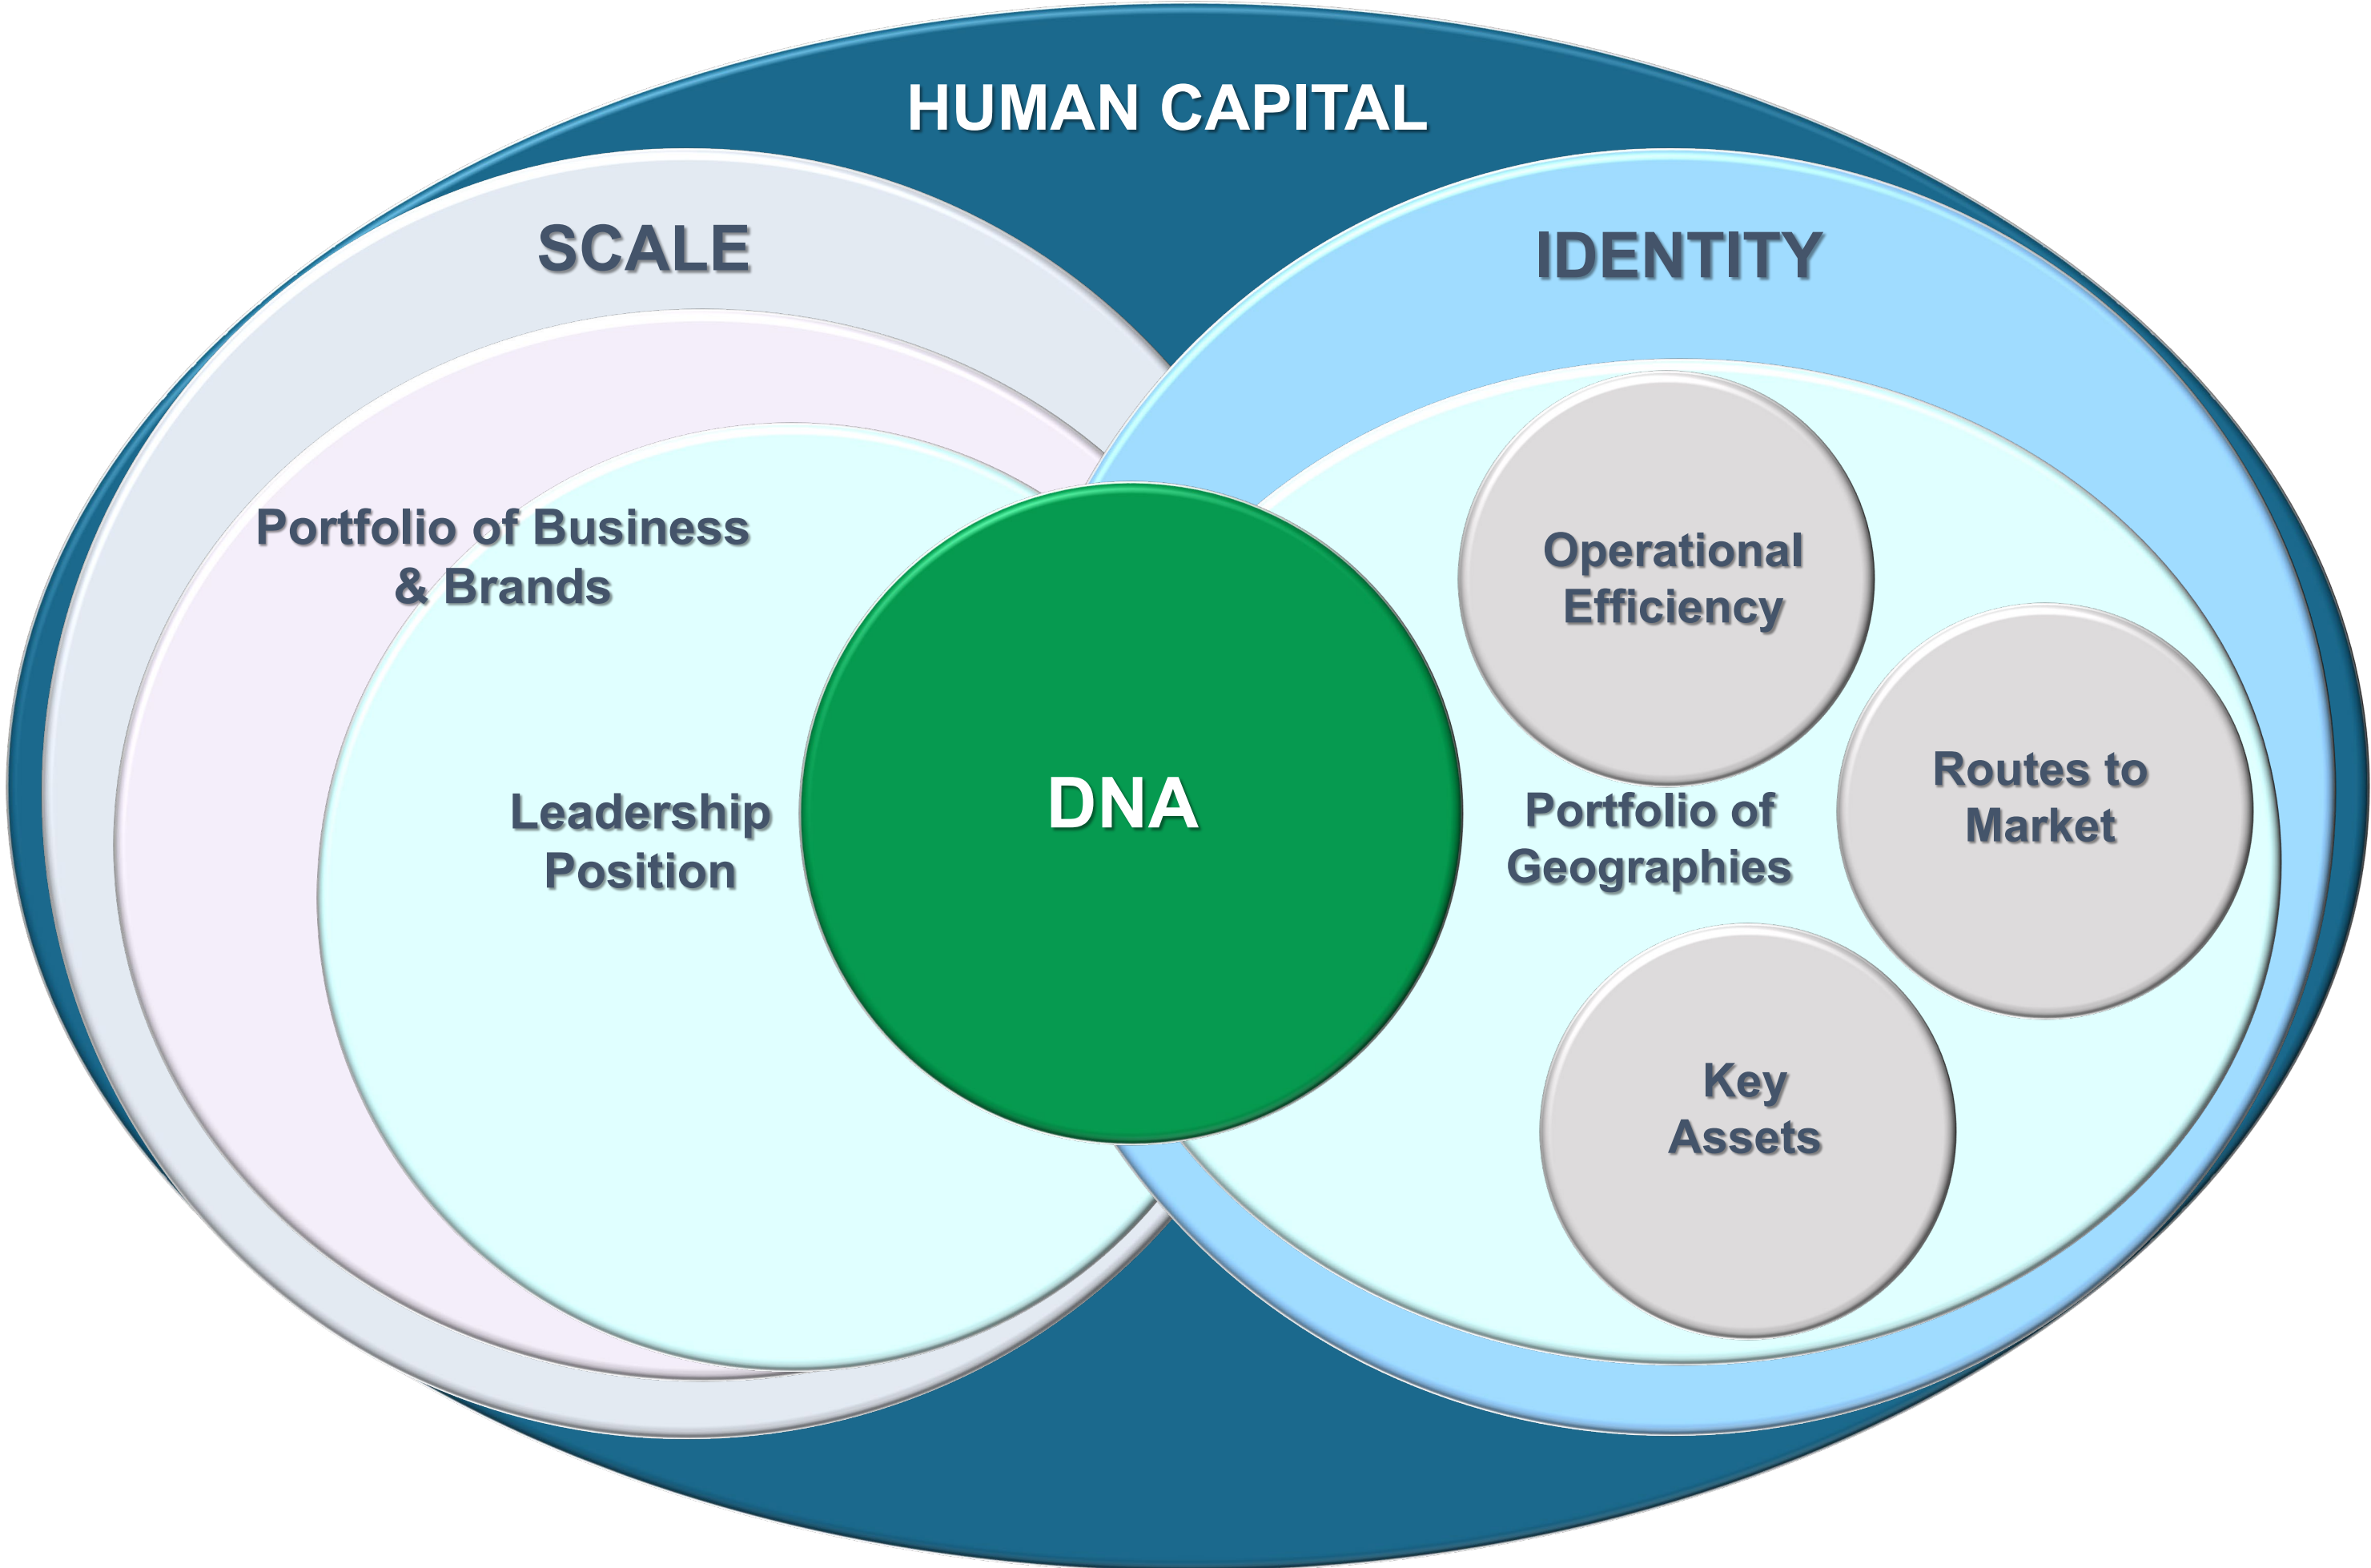 HUMAN CAPITAL
SCALE
IDENTITY
Portfolio of Business
& Brands
Leadership
Position
DNA
Operational
Efficiency
Portfolio of
Geographies
Routes to
Market
Key
Assets